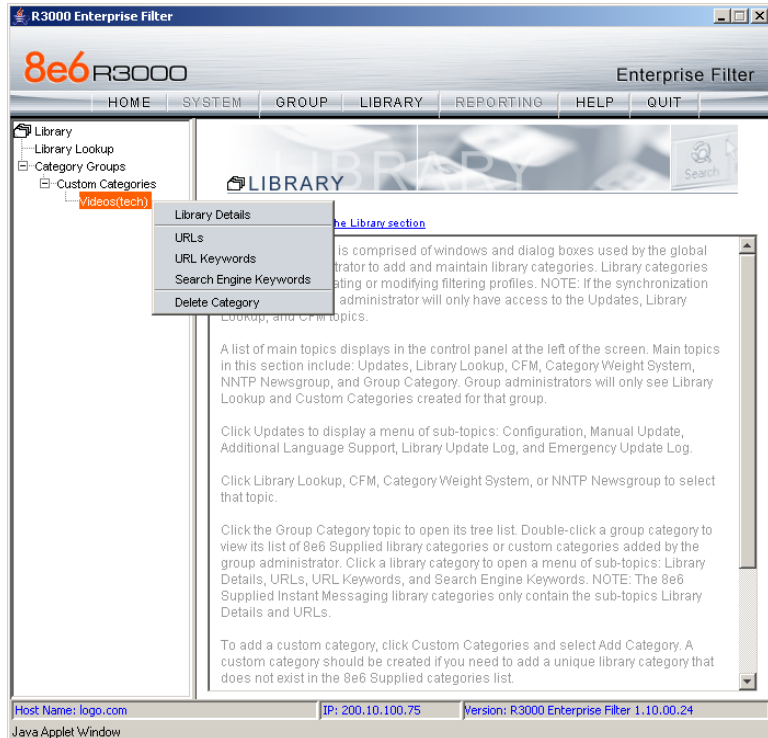 R3000 Enterprise Filter
8e6 R3000
Enterprise Filter
HOME SYSTEM GROUP LIBRARY REPORTING HELP QUIT
Library
Library Lookup
Category Groups
Custom Categories
Videos(tech)
Library Details
URLs
URL Keywords
Search Engine Keywords
Delete Category
LIBRARY
LIBRARY
Search
he Library section
is comprised of windows and dialog boxes used by the global
trator to add and maintain library categories. Library categories
ating or modifying filtering profiles. NOTE: If the synchronization
administrator will only have access to the Updates, Library
Lookup, and CFM topics.
A list of main topics displays in the control panel at the left of the screen. Main topics
in this section include: Updates, Library Lookup, CFM, Category Weight System,
NNTP Newsgroup, and Group Category. Group administrators will only see Library
Lookup and Custom Categories created for that group.
Click Updates to display a menu of sub-topics: Configuration, Manual Update,
Additional Language Support, Library Update Log, and Emergency Update Log.
Click Library Lookup, CFM, Category Weight System, or NNTP Newsgroup to select
that topic.
Click the Group Category topic to open its tree list. Double-click a group category to
view its list of 8e6 Supplied library categories or custom categories added by the
group administrator. Click a library category to open a menu of sub-topics: Library
Details, URLs, URL Keywords, and Search Engine Keywords. NOTE: The 8e6
Supplied Instant Messaging library categories only contain the sub-topics Library
Details and URLs.
To add a custom category, click Custom Categories and select Add Category. A
custom category should be created if you need to add a unique library category that
does not exist in the 8e6 Supplied categories list.
Host Name: logo.com IP: 200.10.100.75 Version: R3000 Enterprise Filter 1.10.00.24
Java Applet Window